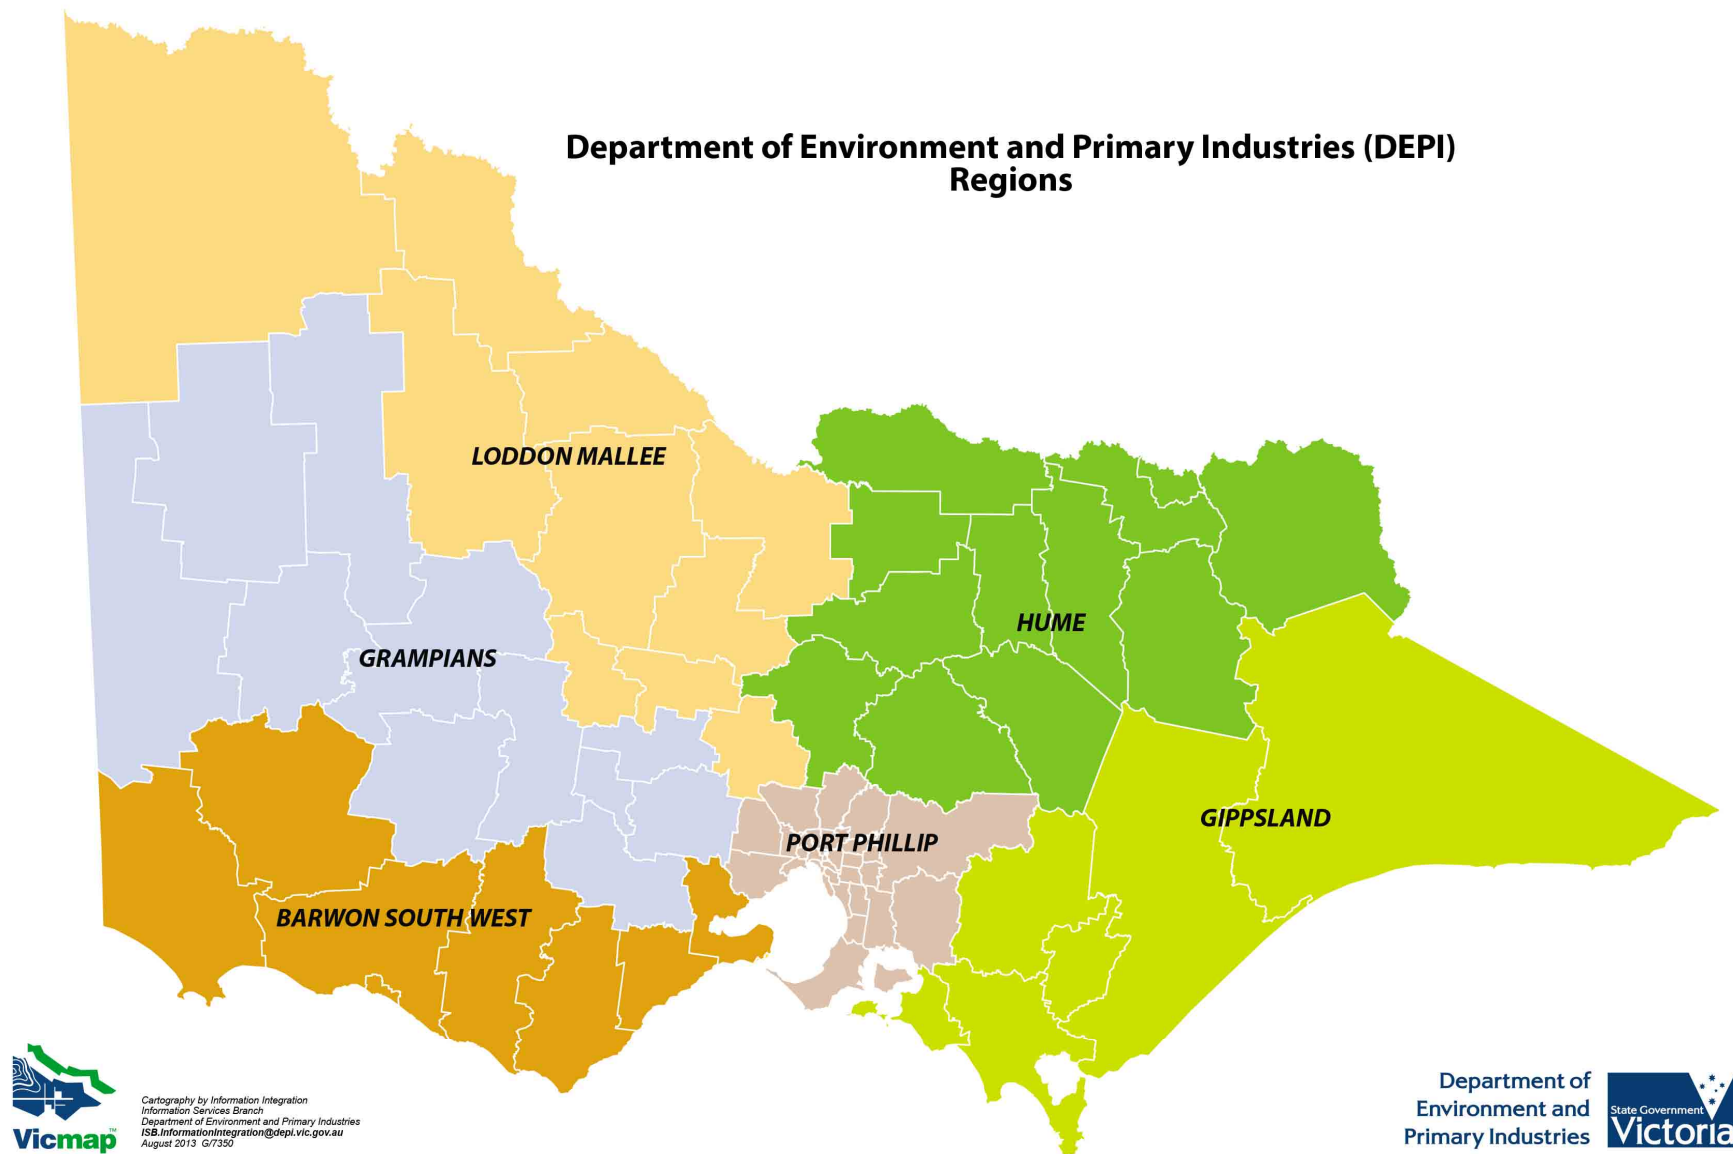 Department of Environment and Primary Industries (DEPI)
Regions
LODDON MALLEE
HUME
GRAMPIANS
GIPPSLAND
PORT PHILLIP
BARWON SOUTH WEST
Vicmap™
Cartography by Information Integration
Information Services Branch
Department of Environment and Primary Industries
ISB.InformationIntegration@depi.vic.gov.au
August 2013 G/7350
Department of
Environment and
Primary Industries
State Government
Victoria